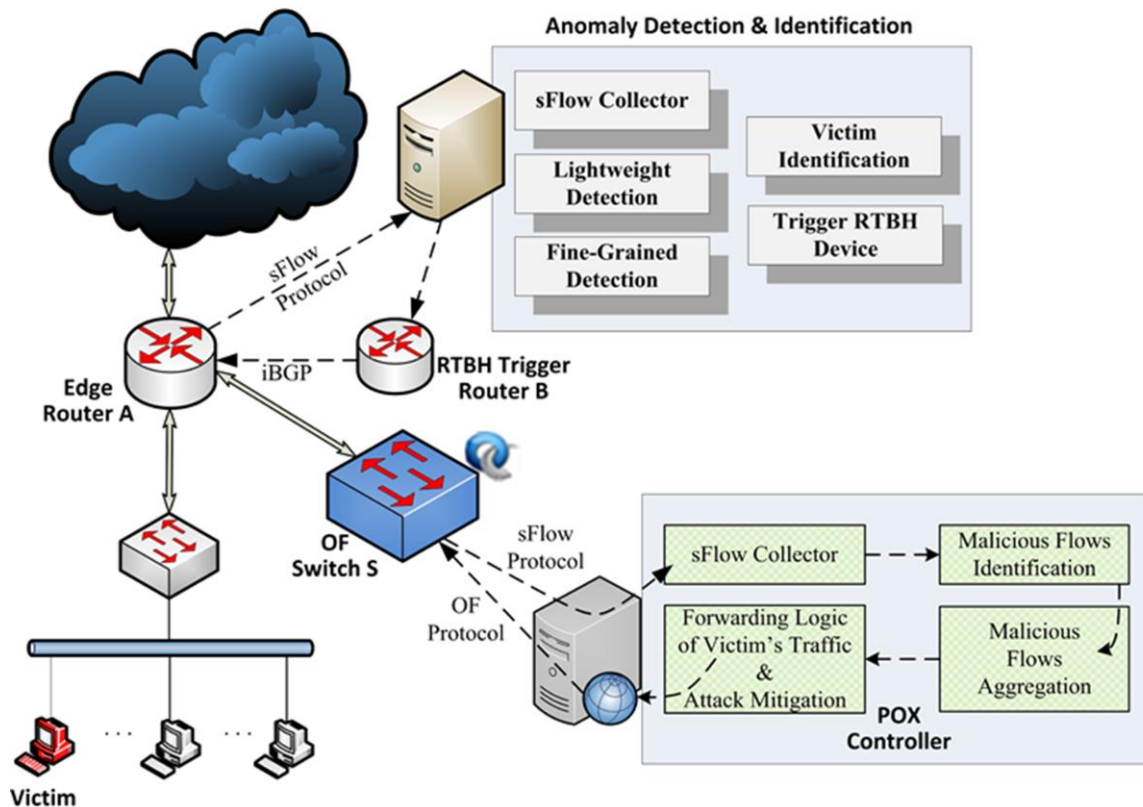 Anomaly Detection & Identification
sFlow Collector
Lightweight
Detection
Fine-Grained
Detection
Victim
Identification
Trigger RTBH
Device
sFlow
Protocol
iBGP
Edge
Router A
RTBH Trigger
Router B
OF
Switch S
sFlow
Protocol
OF
Protocol
sFlow Collector
Malicious Flows
Identification
Forwarding Logic
of Victim's Traffic
&
Attack Mitigation
Malicious
Flows
Aggregation
POX
Controller
...
...
Victim